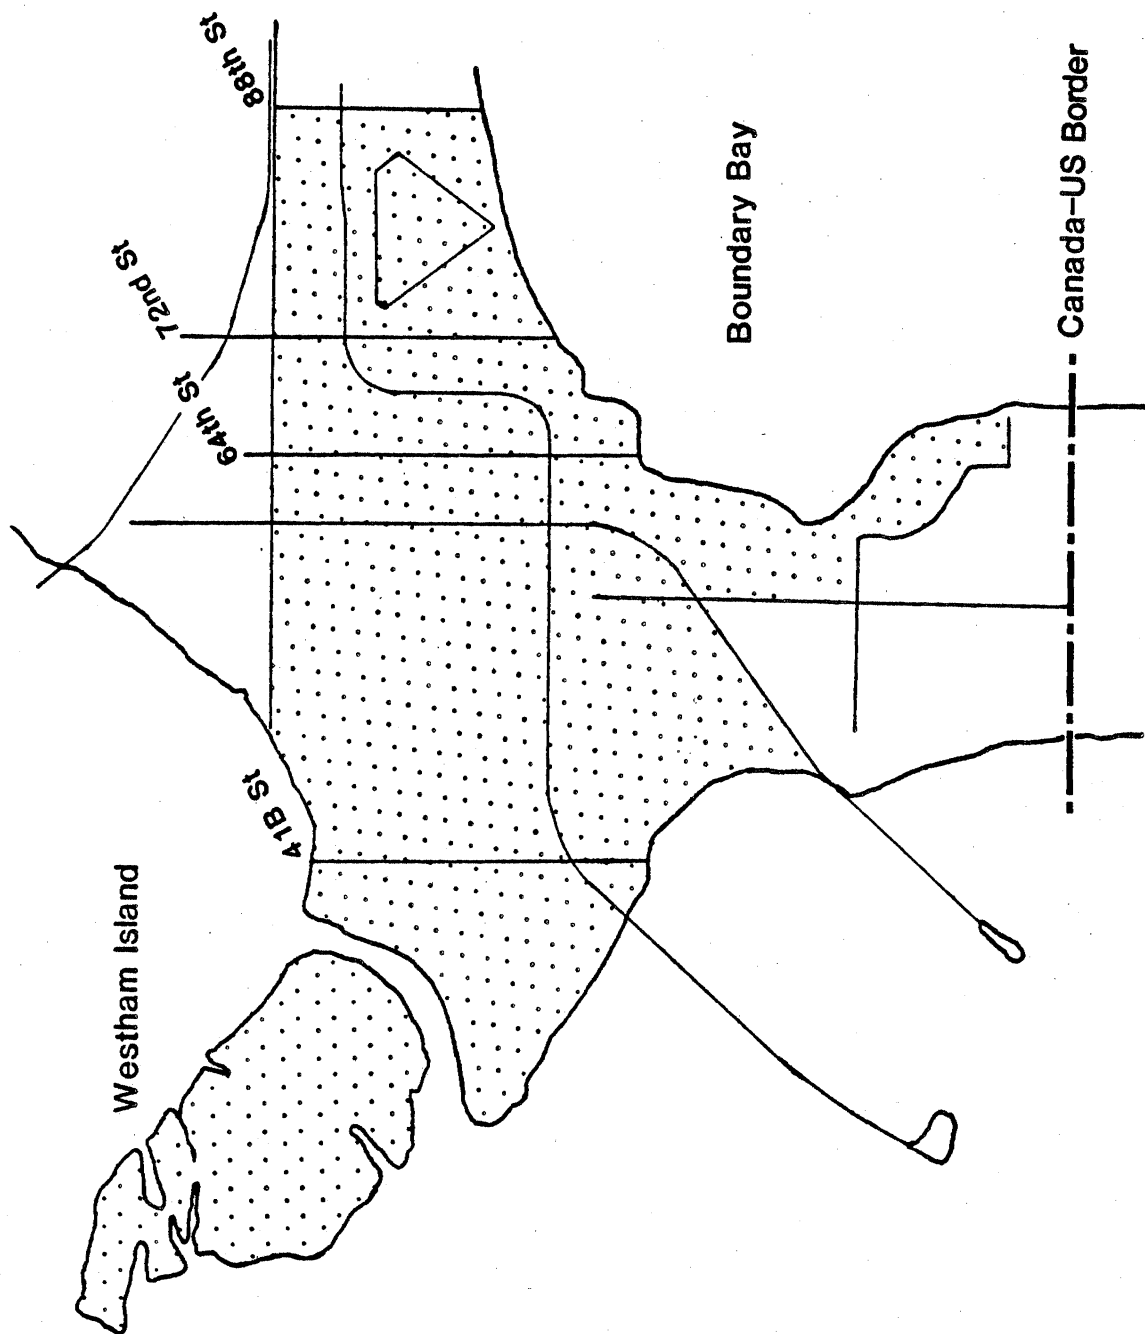 Westham Island
41B St
64th St
72nd St
88th St
Boundary Bay
Canada-US Border